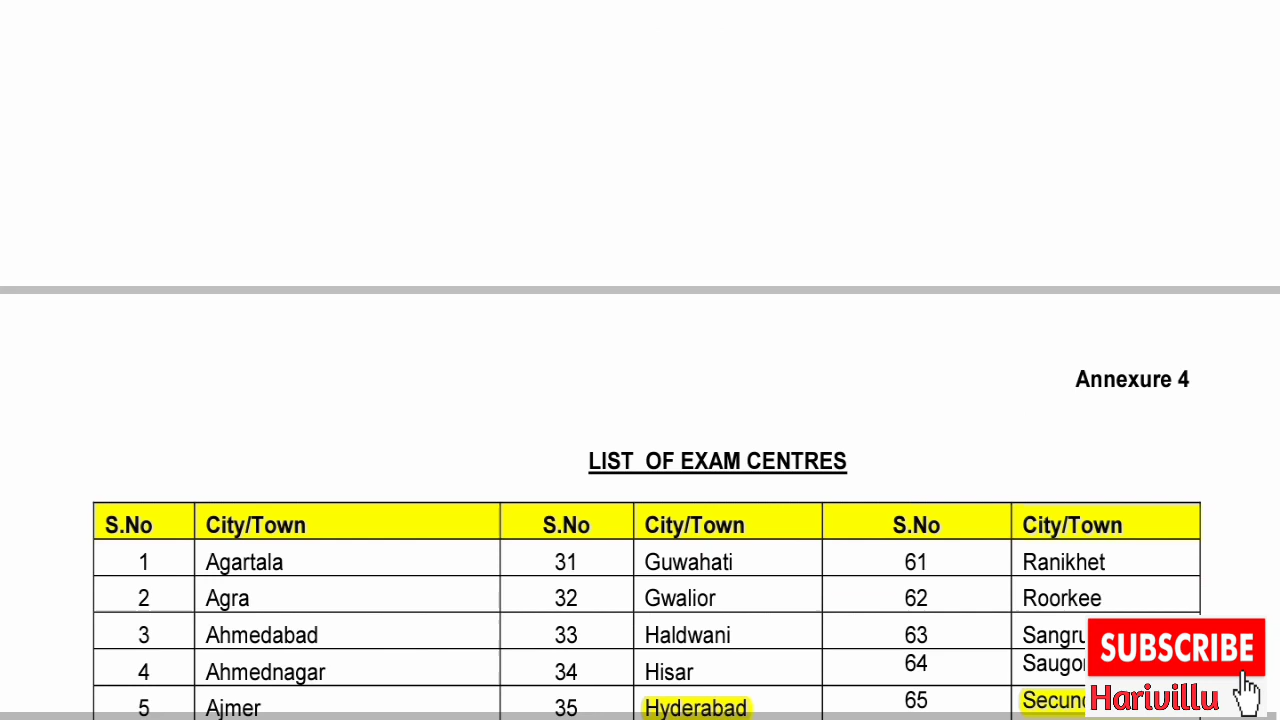 Annexure 4
LIST OF EXAM CENTRES
S.No City/Town S.No City/Town S.No City/Town
1 Agartala 31 Guwahati 61 Ranikhet
2 Agra 32 Gwalior 62 Roorkee
3 Ahmedabad 33 Haldwani 63
4 Ahmednagar 34 Hisar 64
5 Ajmer 35 Hyderabad 65
SUBSCRIBE
Harivillu